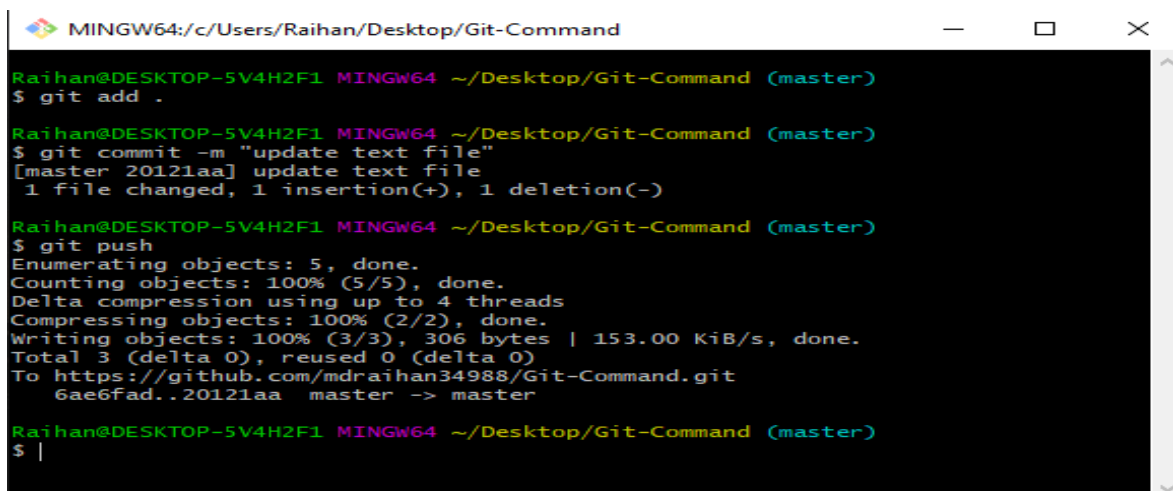 MINGW64:/c/Users/Raihan/Desktop/Git-Command
Raihan@DESKTOP-5V4H2F1 MINGW64 ~/Desktop/Git-Command (master)
$ git add .
Raihan@DESKTOP-5V4H2F1 MINGW64 ~/Desktop/Git-Command (master)
$ git commit -m "update text file"
[master 20121aa] update text file
 1 file changed, 1 insertion(+), 1 deletion(-)
Raihan@DESKTOP-5V4H2F1 MINGW64 ~/Desktop/Git-Command (master)
$ git push
Enumerating objects: 5, done.
Counting objects: 100% (5/5), done.
Delta compression using up to 4 threads
Compressing objects: 100% (2/2), done.
Writing objects: 100% (3/3), 306 bytes | 153.00 KiB/s, done.
Total 3 (delta 0), reused 0 (delta 0)
To https://github.com/mdraihan34988/Git-Command.git
   6ae6fad..20121aa  master -> master
Raihan@DESKTOP-5V4H2F1 MINGW64 ~/Desktop/Git-Command (master)
$